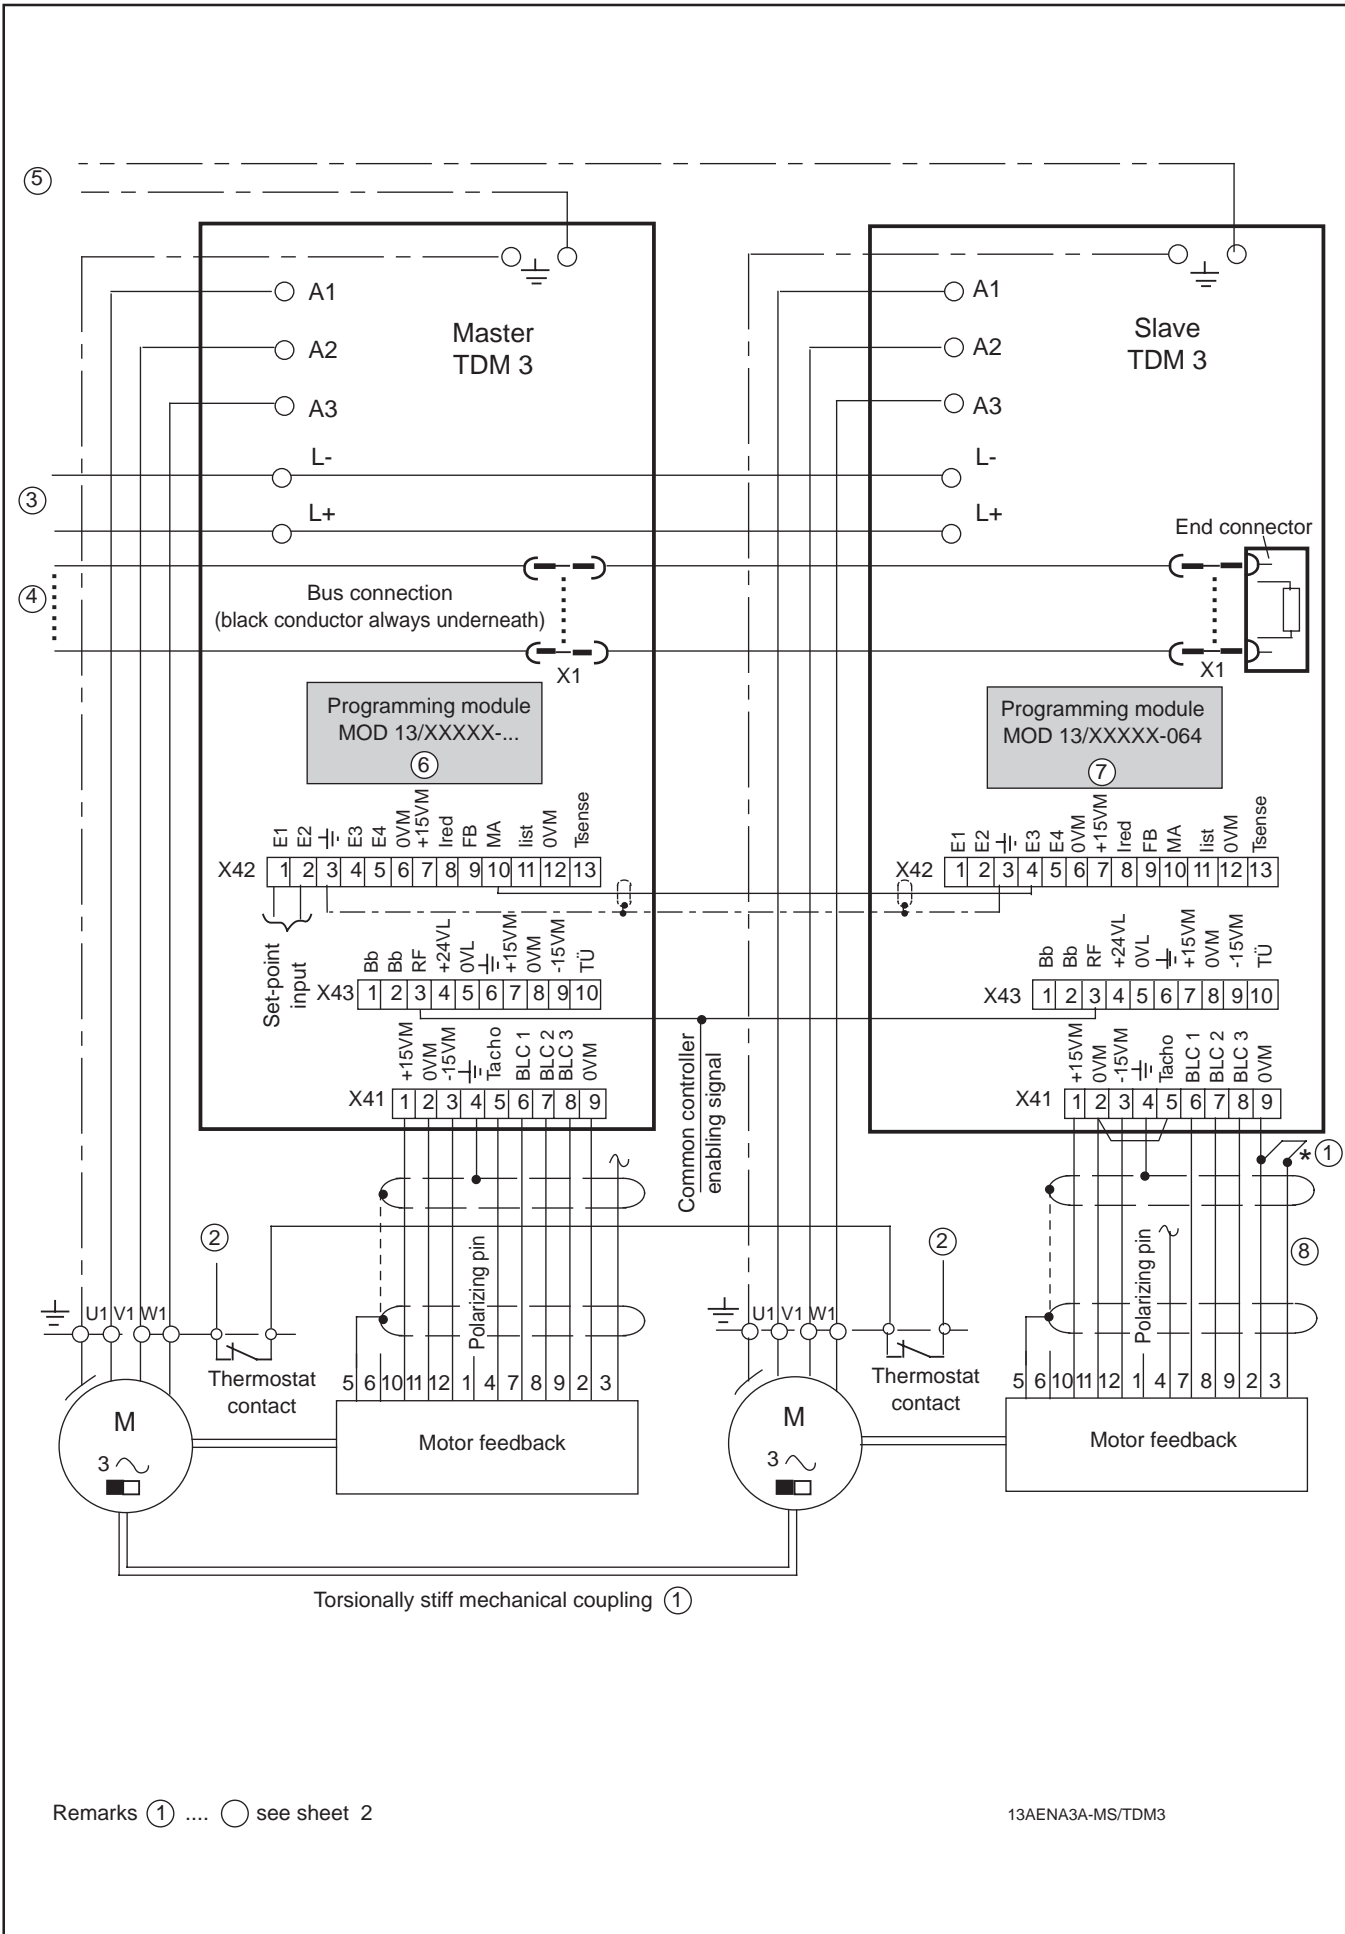 5
A1
A2
A3
Master
TDM 3
L-
L+
3
4
Bus connection
(black conductor always underneath)
X1
Programming module
MOD 13/XXXXX-...
6
E1 E2 E3 E4 0VM +15VM Ired FB MA Iist 0VM Tsense
X42 1 2 3 4 5 6 7 8 9 10 11 12 13
Set-point
input
Bb Bb RF +24VL 0VL +15VM 0VM -15VM TÜ
X43 1 2 3 4 5 6 7 8 9 10
+15VM 0VM -15VM Tacho BLC 1 BLC 2 BLC 3 0VM
X41 1 2 3 4 5 6 7 8 9
Common controller
enabling signal
A1
A2
A3
Slave
TDM 3
L-
L+
End connector
X1
Programming module
MOD 13/XXXXX-064
7
E1 E2 E3 E4 0VM +15VM Ired FB MA Iist 0VM Tsense
X42 1 2 3 4 5 6 7 8 9 10 11 12 13
Bb Bb RF +24VL 0VL +15VM 0VM -15VM TÜ
X43 1 2 3 4 5 6 7 8 9 10
+15VM 0VM -15VM Tacho BLC 1 BLC 2 BLC 3 0VM
X41 1 2 3 4 5 6 7 8 9
* 1
2
Polarizing pin
U1 V1 W1
Thermostat
contact
5 6 10 11 12 1 4 7 8 9 2 3
M
3
Motor feedback
2
Polarizing pin
8
U1 V1 W1
Thermostat
contact
5 6 10 11 12 1 4 7 8 9 2 3
M
3
Motor feedback
Torsionally stiff mechanical coupling 1
Remarks 1 .... see sheet 2
13AENA3A-MS/TDM3